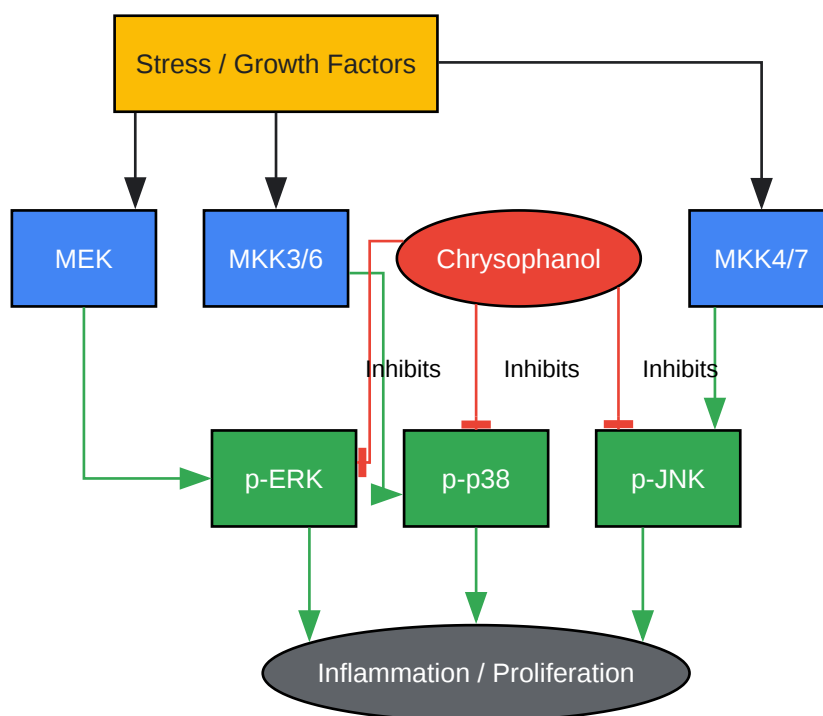 Stress / Growth Factors
MEK
MKK3/6
Chrysophanol
MKK4/7
Inhibits
Inhibits
Inhibits
p-ERK
p-p38
p-JNK
Inflammation / Proliferation